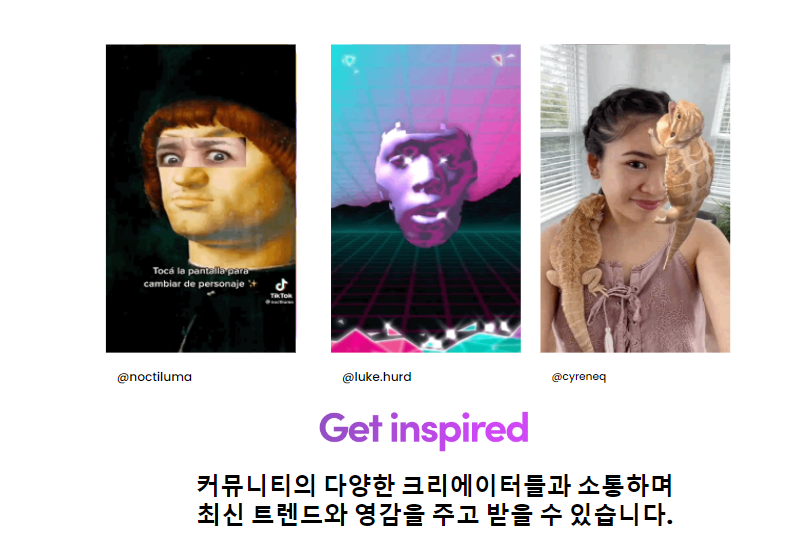 Tocá la pantalla para
cambiar de personaje ✨
TikTok
@noctiluma
@luke.hurd
@cyreneq
Get inspired
커뮤니티의 다양한 크리에이터들과 소통하며
최신 트렌드와 영감을 주고 받을 수 있습니다.